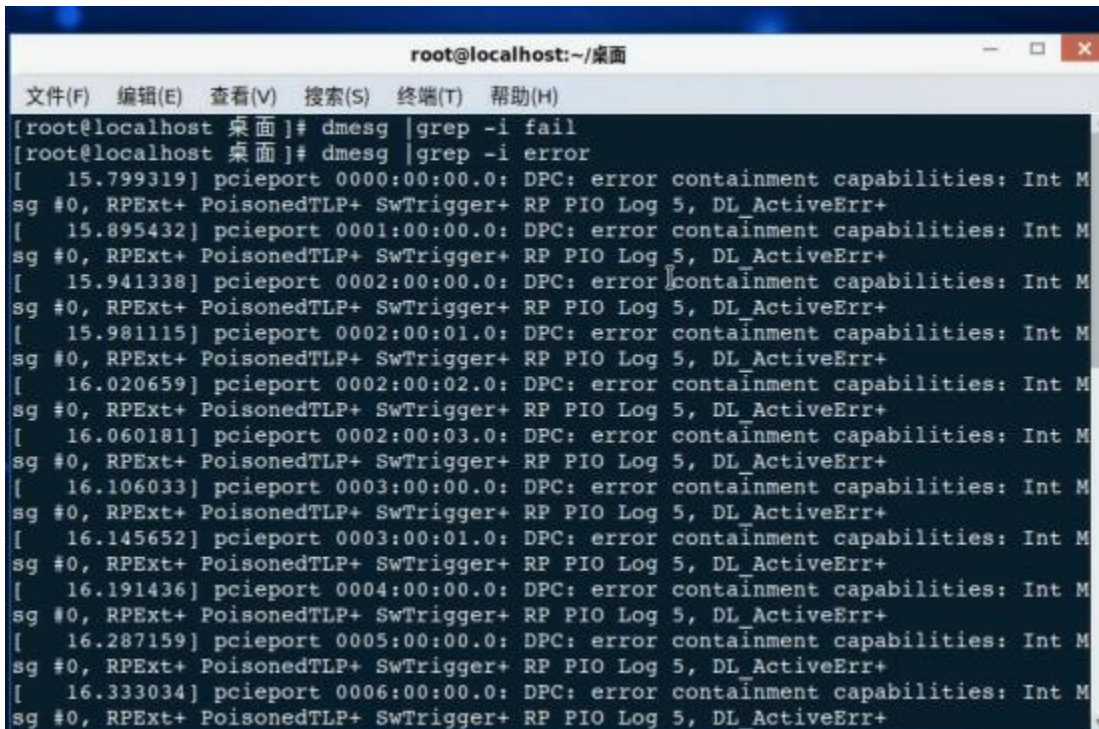 root@localhost:~/桌面
文件(F) 编辑(E) 查看(V) 搜索(S) 终端(T) 帮助(H)
[root@localhost 桌面]# dmesg |grep -i fail
[root@localhost 桌面]# dmesg |grep -i error
[   15.799319] pcieport 0000:00:00.0: DPC: error containment capabilities: Int M
sg #0, RPExt+ PoisonedTLP+ SwTrigger+ RP PIO Log 5, DL_ActiveErr+
[   15.895432] pcieport 0001:00:00.0: DPC: error containment capabilities: Int M
sg #0, RPExt+ PoisonedTLP+ SwTrigger+ RP PIO Log 5, DL_ActiveErr+
[   15.941338] pcieport 0002:00:00.0: DPC: error containment capabilities: Int M
sg #0, RPExt+ PoisonedTLP+ SwTrigger+ RP PIO Log 5, DL_ActiveErr+
[   15.981115] pcieport 0002:00:01.0: DPC: error containment capabilities: Int M
sg #0, RPExt+ PoisonedTLP+ SwTrigger+ RP PIO Log 5, DL_ActiveErr+
[   16.020659] pcieport 0002:00:02.0: DPC: error containment capabilities: Int M
sg #0, RPExt+ PoisonedTLP+ SwTrigger+ RP PIO Log 5, DL_ActiveErr+
[   16.060181] pcieport 0002:00:03.0: DPC: error containment capabilities: Int M
sg #0, RPExt+ PoisonedTLP+ SwTrigger+ RP PIO Log 5, DL_ActiveErr+
[   16.106033] pcieport 0003:00:00.0: DPC: error containment capabilities: Int M
sg #0, RPExt+ PoisonedTLP+ SwTrigger+ RP PIO Log 5, DL_ActiveErr+
[   16.145652] pcieport 0003:00:01.0: DPC: error containment capabilities: Int M
sg #0, RPExt+ PoisonedTLP+ SwTrigger+ RP PIO Log 5, DL_ActiveErr+
[   16.191436] pcieport 0004:00:00.0: DPC: error containment capabilities: Int M
sg #0, RPExt+ PoisonedTLP+ SwTrigger+ RP PIO Log 5, DL_ActiveErr+
[   16.287159] pcieport 0005:00:00.0: DPC: error containment capabilities: Int M
sg #0, RPExt+ PoisonedTLP+ SwTrigger+ RP PIO Log 5, DL_ActiveErr+
[   16.333034] pcieport 0006:00:00.0: DPC: error containment capabilities: Int M
sg #0, RPExt+ PoisonedTLP+ SwTrigger+ RP PIO Log 5, DL_ActiveErr+